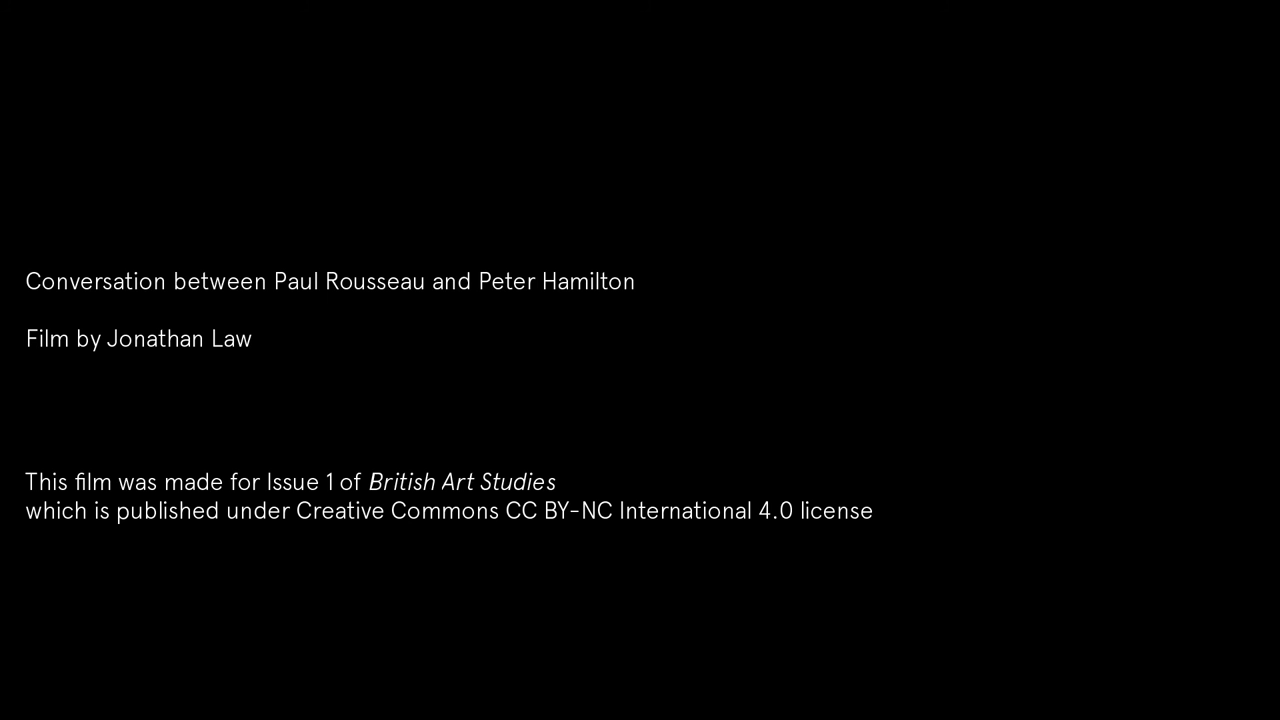 Conversation between Paul Rousseau and Peter Hamilton
Film by Jonathan Law
This film was made for Issue 1 of British Art Studies
which is published under Creative Commons CC BY-NC International 4.0 license